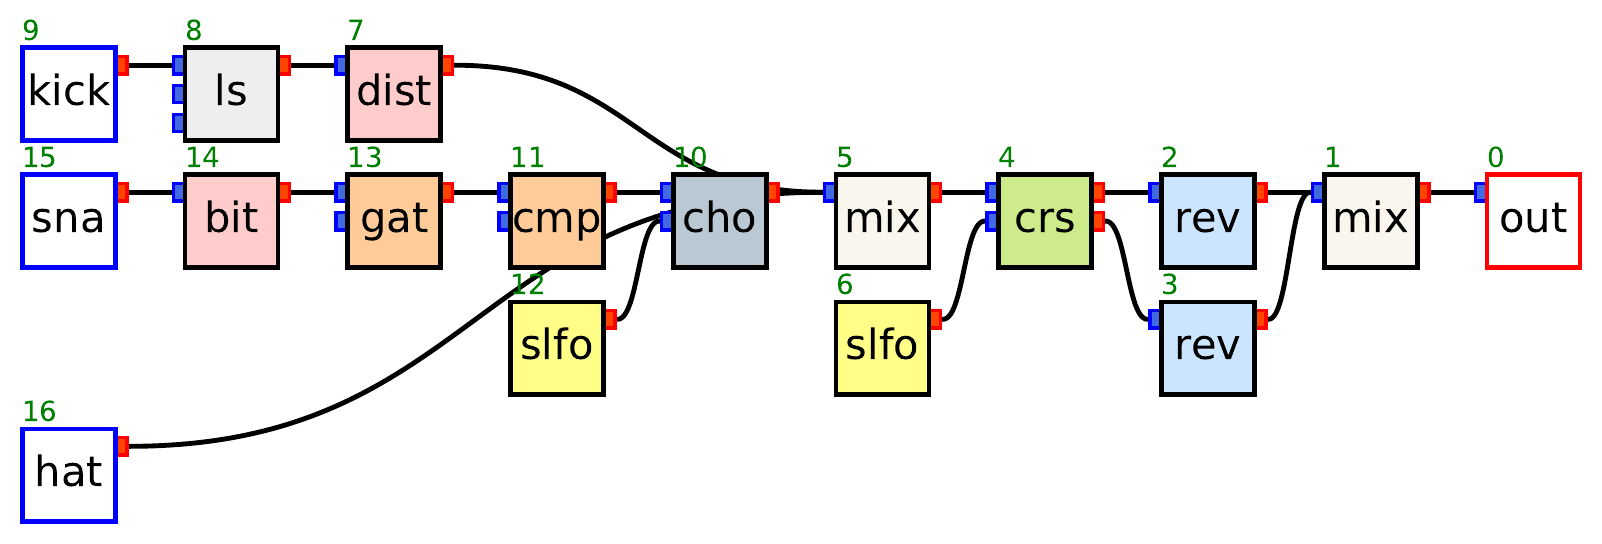 9 8 7
kick ls dist
15 14 13 11 10 5 4 2 1 0
sna bit gat cmp cho mix crs rev mix out
12 6 3
slfo slfo rev
16
hat